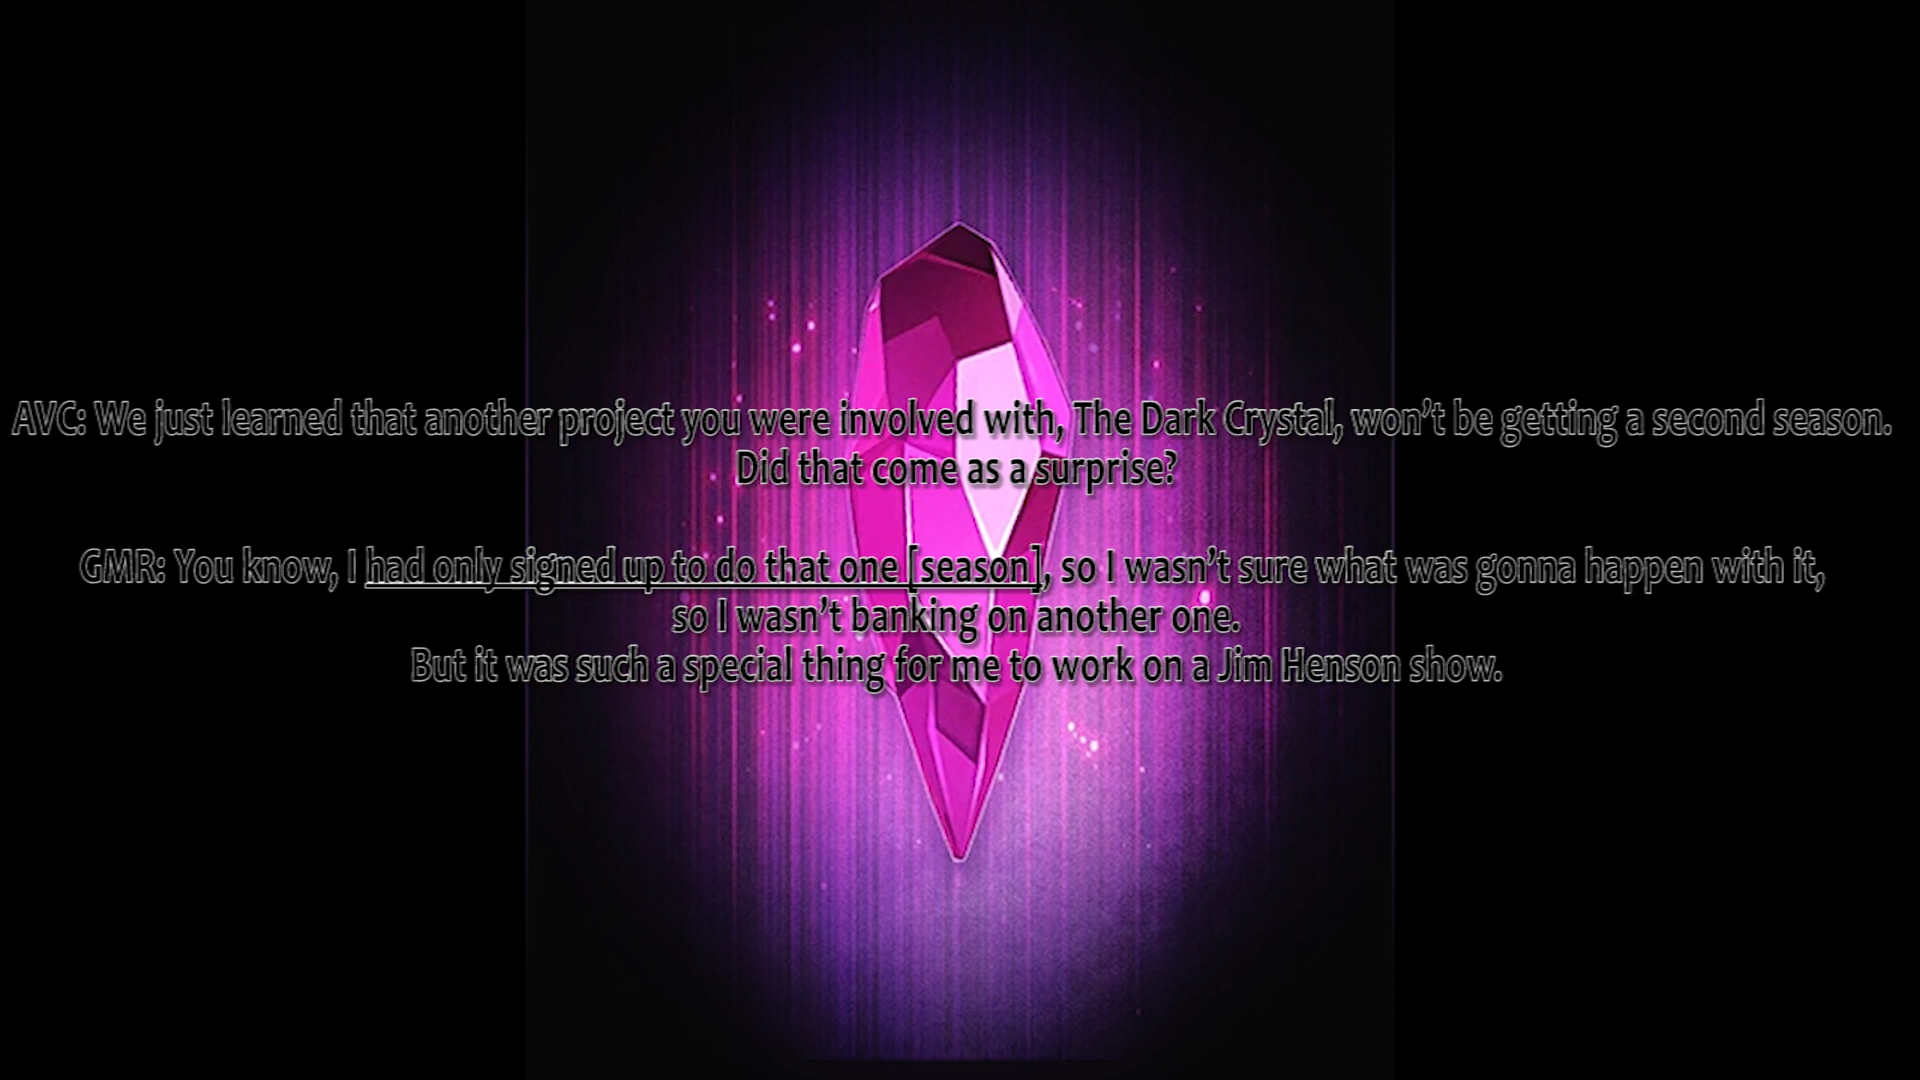 AVC: We just learned that another project you were involved with, The Dark Crystal, won’t be getting a second season.
Did that come as a surprise?
GMR: You know, I had only signed up to do that one [season], so I wasn’t sure what was gonna happen with it,
so I wasn’t banking on another one.
But it was such a special thing for me to work on a Jim Henson show.